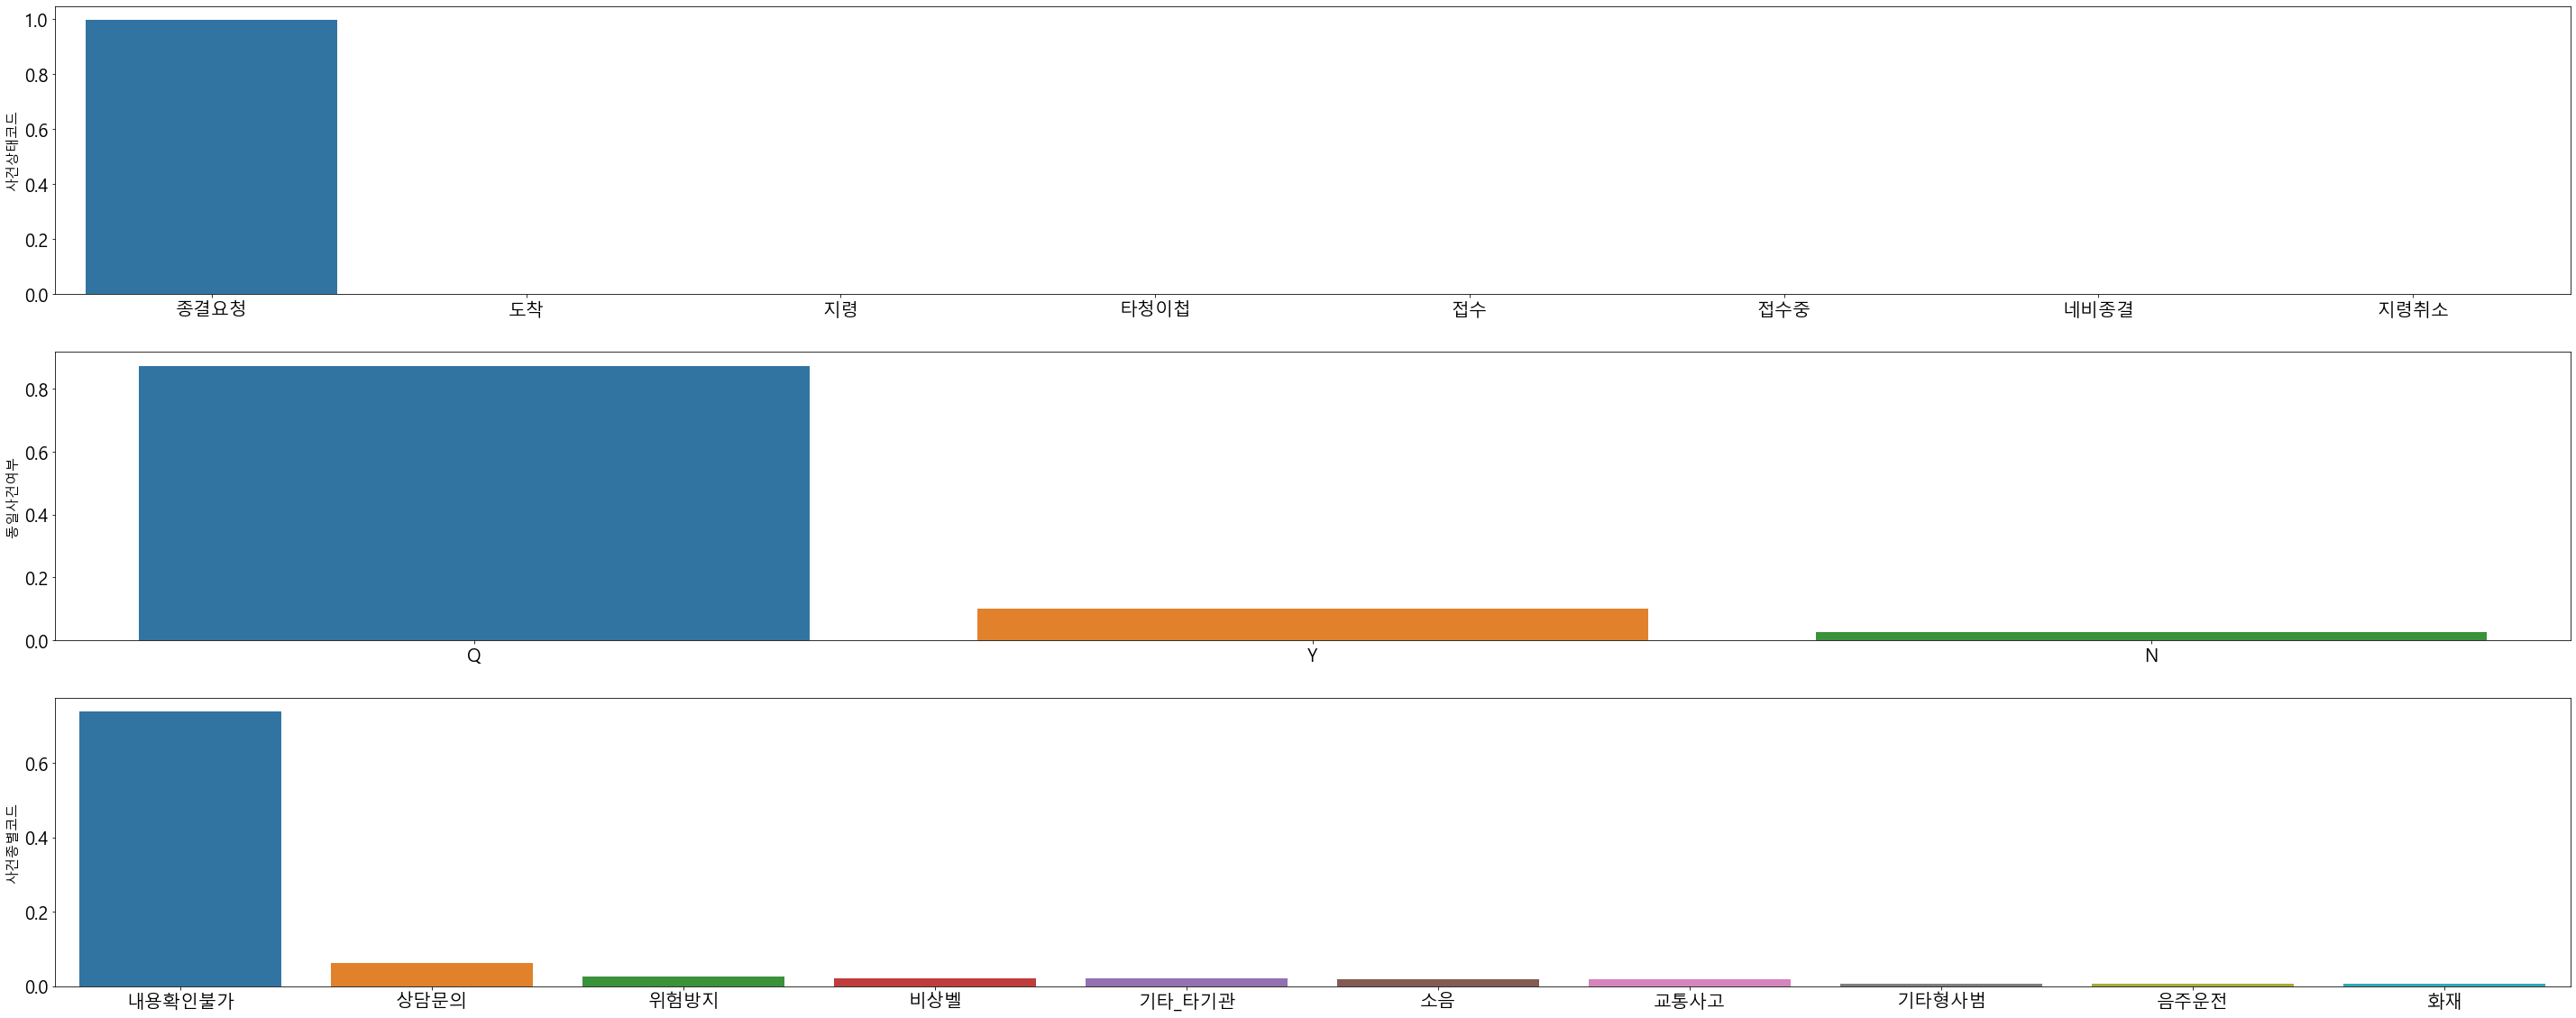 사건상태코드
1.0
0.8
0.6
0.4
0.2
0.0
종결요청 도착 지령 타청이첩 접수 접수중 네비종결 지령취소
동일사건여부
0.8
0.6
0.4
0.2
0.0
Q Y N
사건종별코드
0.6
0.4
0.2
0.0
내용확인불가 상담문의 위험방지 비상벨 기타_타기관 소음 교통사고 기타형사범 음주운전 화재